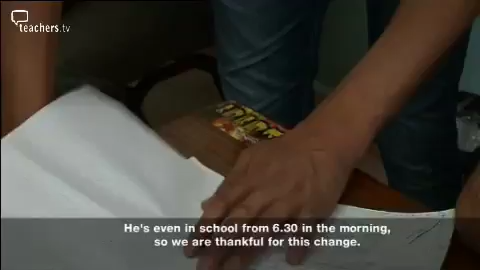 teachers.tv
He's even in school from 6.30 in the morning,
so we are thankful for this change.